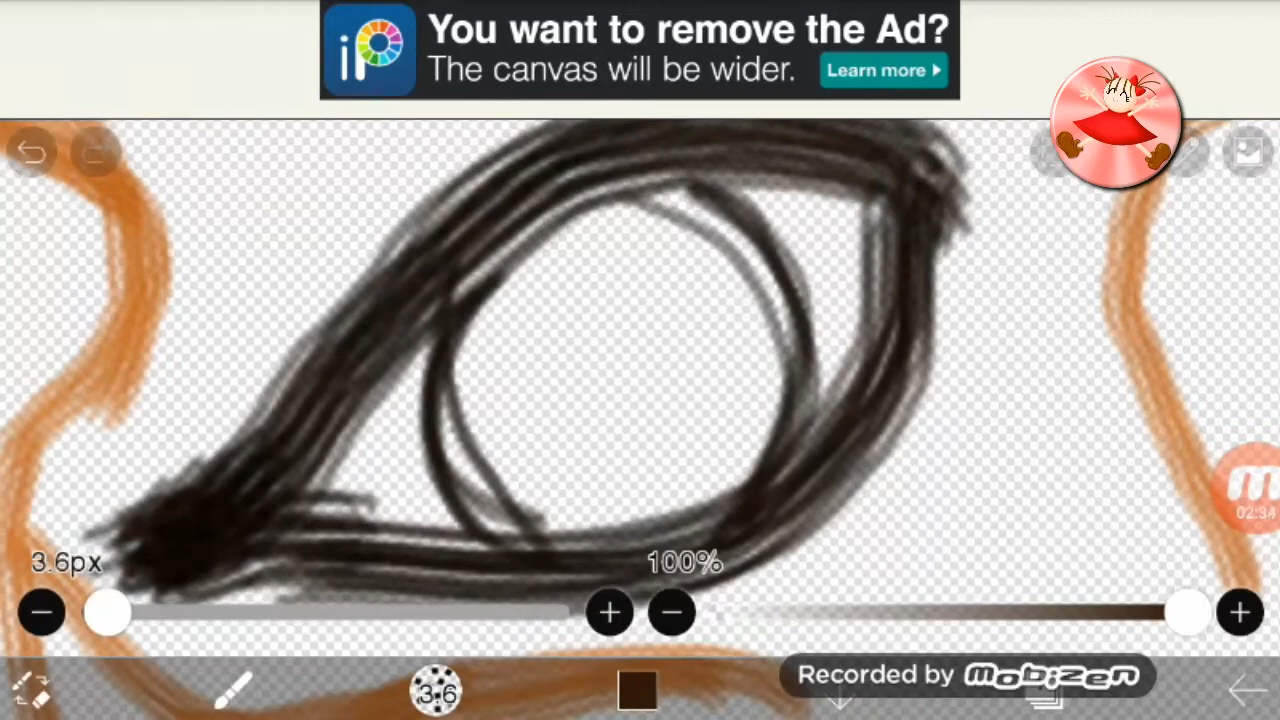 iP
You want to remove the Ad?
The canvas will be wider.
Learn more
02:34
3.6px
100%
3.6
Recorded by mobizen